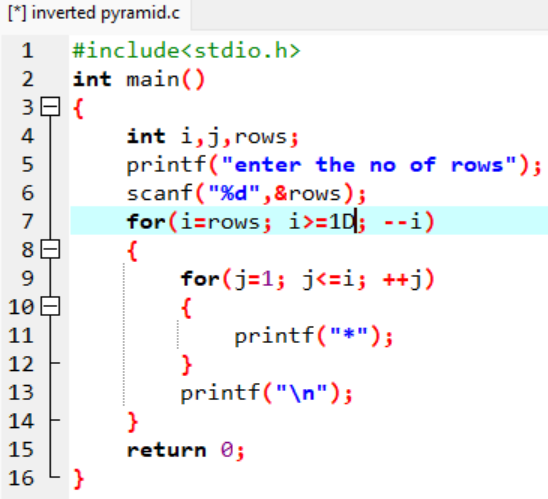 [*] inverted pyramid.c
1 #include<stdio.h>
2 int main()
3 {
4 int i,j,rows;
5 printf("enter the no of rows");
6 scanf("%d",&rows);
7 for(i=rows; i>=1D; --i)
8 {
9 for(j=1; j<=i; ++j)
10 {
11 printf("*");
12 }
13 printf("\n");
14 }
15 return 0;
16 }